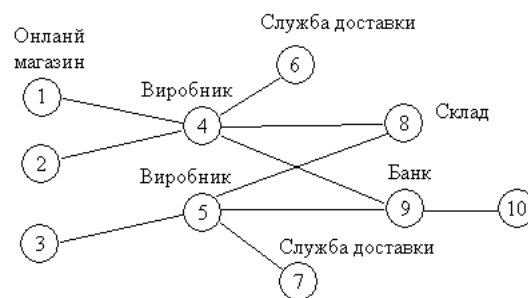 Служба доставки
Онланй
магазин
6
Виробник
1
4
8
Склад
2
Виробник
Банк
5
9
10
3
Служба доставки
7